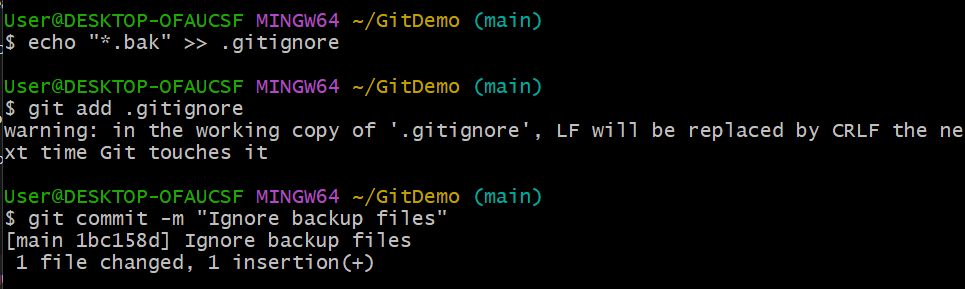 User@DESKTOP-OFAUCSF MINGW64 ~/GitDemo (main)
$ echo "*.bak" >> .gitignore
User@DESKTOP-OFAUCSF MINGW64 ~/GitDemo (main)
$ git add .gitignore
warning: in the working copy of '.gitignore', LF will be replaced by CRLF the ne
xt time Git touches it
User@DESKTOP-OFAUCSF MINGW64 ~/GitDemo (main)
$ git commit -m "Ignore backup files"
[main 1bc158d] Ignore backup files
 1 file changed, 1 insertion(+)